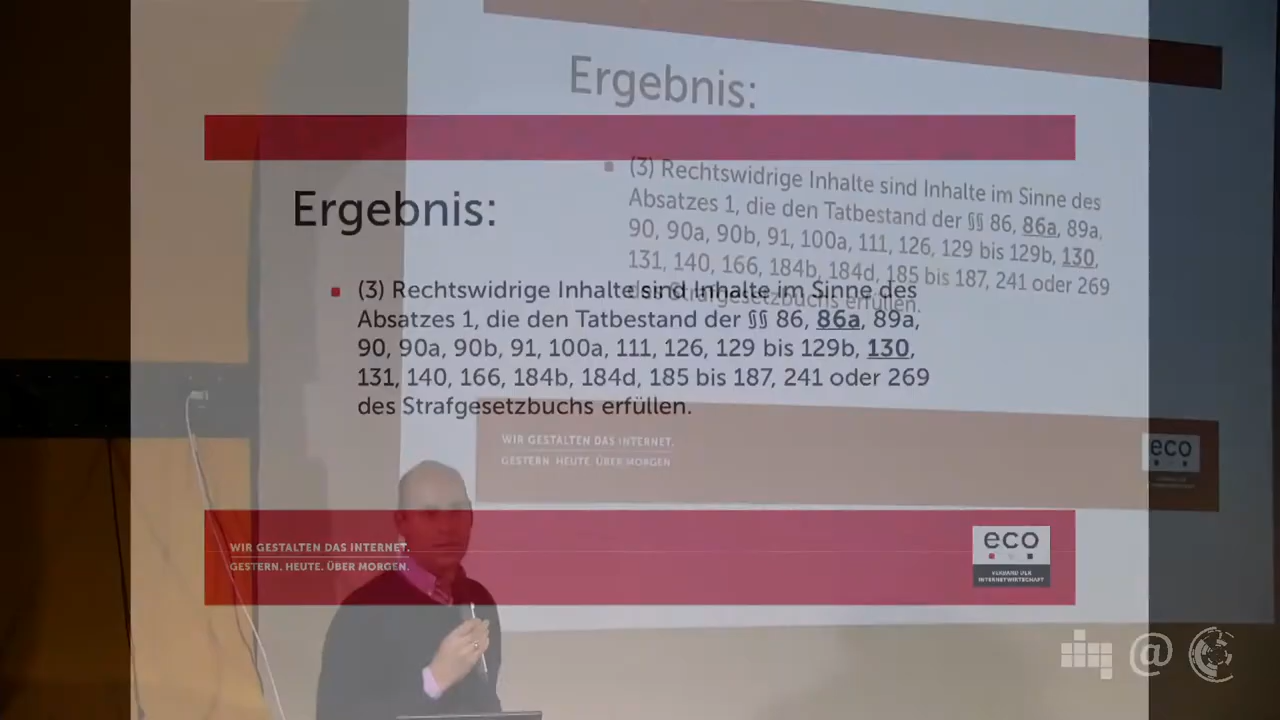 Ergebnis:
(3) Rechtswidrige Inhalte sind Inhalte im Sinne des
Absatzes 1, die den Tatbestand der §§ 86, 86a, 89a,
90, 90a, 90b, 91, 100a, 111, 126, 129 bis 129b, 130,
131, 140, 166, 184b, 184d, 185 bis 187, 241 oder 269
des Strafgesetzbuchs erfüllen.
WIR GESTALTEN DAS INTERNET.
GESTERN. HEUTE. ÜBER MORGEN
eco
Ergebnis:
(3) Rechtswidrige Inhalte sind Inhalte im Sinne des
Absatzes 1, die den Tatbestand der §§ 86, 86a, 89a,
90, 90a, 90b, 91, 100a, 111, 126, 129 bis 129b, 130,
131, 140, 166, 184b, 184d, 185 bis 187, 241 oder 269
des Strafgesetzbuchs erfüllen.
WIR GESTALTEN DAS INTERNET.
GESTERN. HEUTE. ÜBER MORGEN.
eco
VERBAND DER
INTERNETWIRTSCHAFT
@